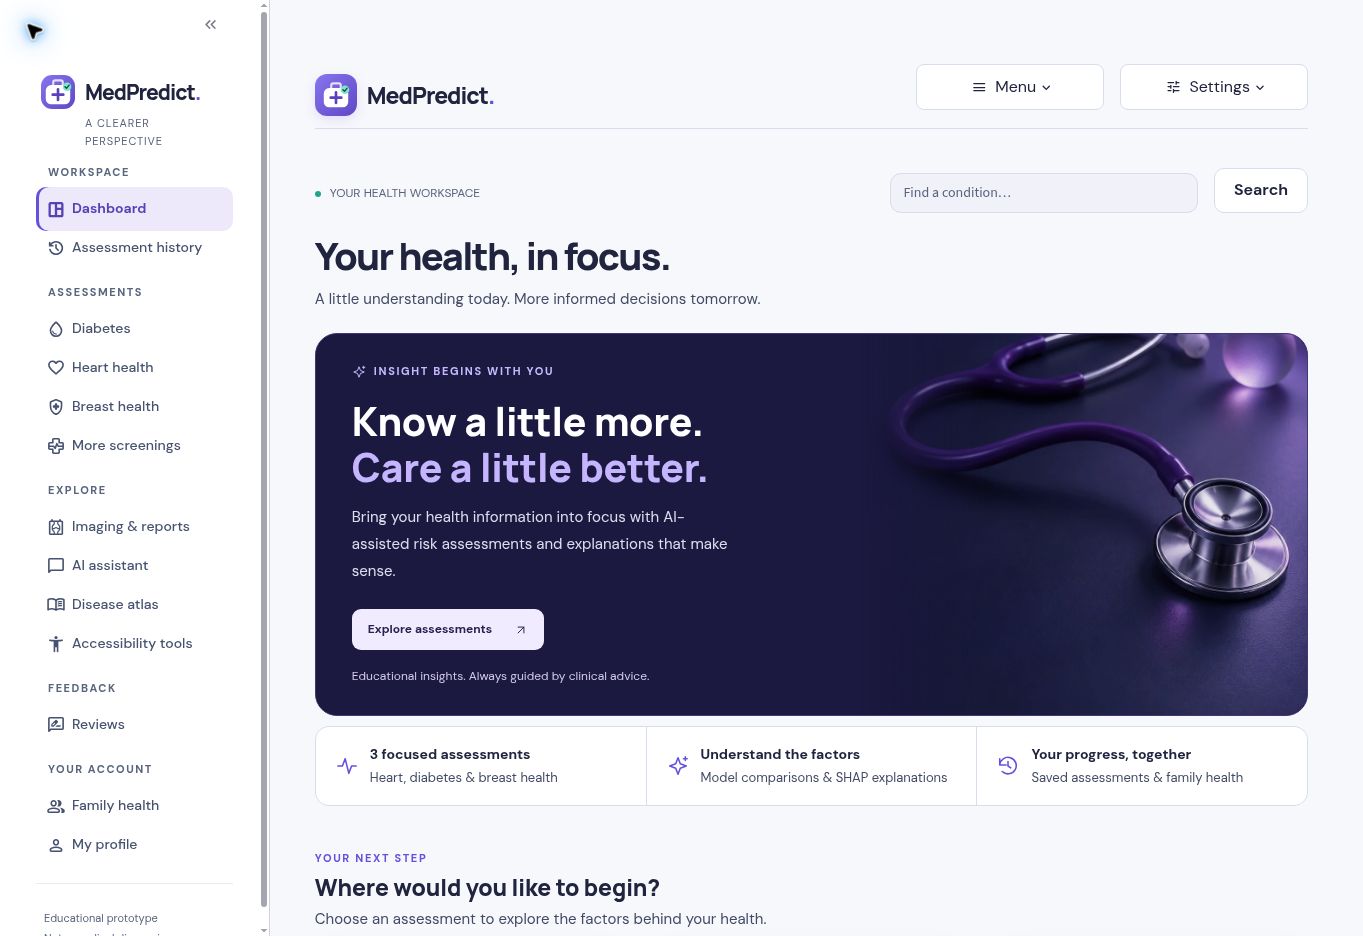 MedPredict.
A CLEARER
PERSPECTIVE
WORKSPACE
Dashboard
Assessment history
ASSESSMENTS
Diabetes
Heart health
Breast health
More screenings
EXPLORE
Imaging & reports
AI assistant
Disease atlas
Accessibility tools
FEEDBACK
Reviews
YOUR ACCOUNT
Family health
My profile
Educational prototype
MedPredict.
Menu
Settings
YOUR HEALTH WORKSPACE
Find a condition...
Search
Your health, in focus.
A little understanding today. More informed decisions tomorrow.
INSIGHT BEGINS WITH YOU
Know a little more.
Care a little better.
Bring your health information into focus with AI-
assisted risk assessments and explanations that make
sense.
Explore assessments
Educational insights. Always guided by clinical advice.
3 focused assessments
Heart, diabetes & breast health
Understand the factors
Model comparisons & SHAP explanations
Your progress, together
Saved assessments & family health
YOUR NEXT STEP
Where would you like to begin?
Choose an assessment to explore the factors behind your health.